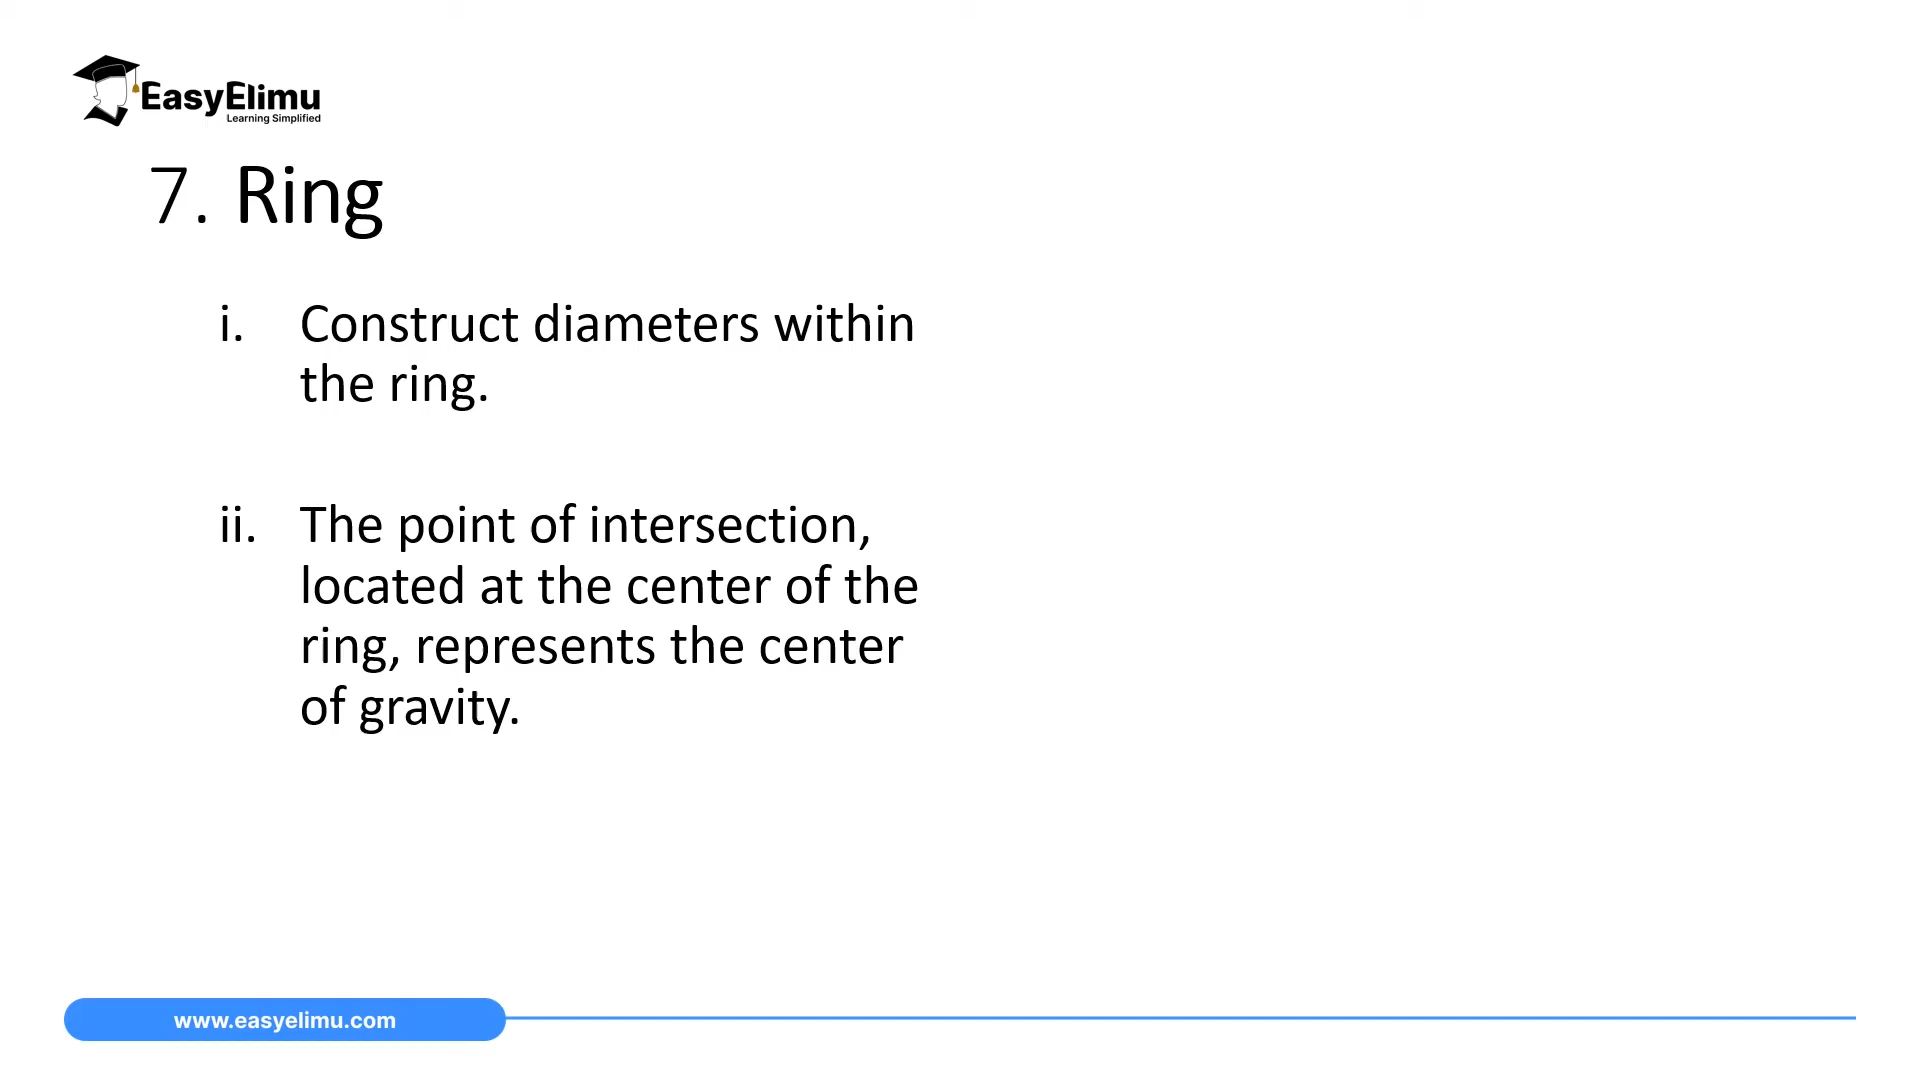 EasyElimu
Learning Simplified
7. Ring
i. Construct diameters within
the ring.
ii. The point of intersection,
located at the center of the
ring, represents the center
of gravity.
www.easyelimu.com